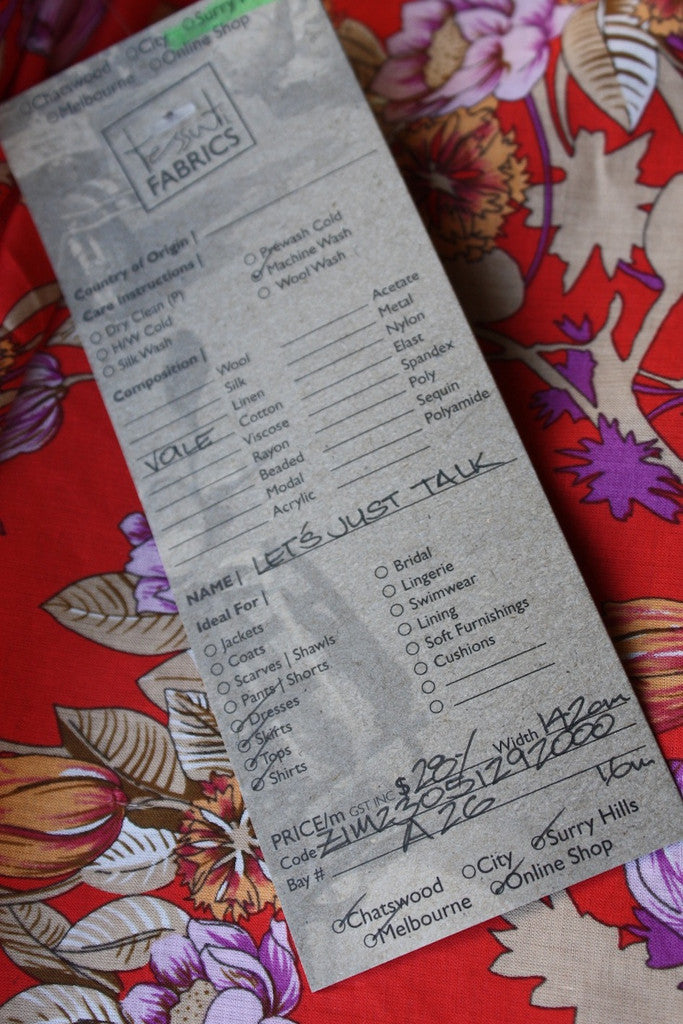 Chatswood City Surry
Melbourne Online Shop
tessuti
FABRICS
Country of Origin |
Care Instructions |
Dry Clean (P)
H/W Cold
Silk Wash
Prewash Cold
Machine Wash
Wool Wash
Composition |
Wool
Silk
Linen
Cotton
VOILE Viscose
Rayon
Beaded
Modal
Acrylic
Acetate
Metal
Nylon
Elast
Spandex
Poly
Sequin
Polyamide
NAME | LET'S JUST TALK
Ideal For |
Jackets
Coats
Scarves | Shawls
Pants | Shorts
Dresses
Skirts
Tops
Shirts
Bridal
Lingerie
Swimwear
Lining
Soft Furnishings
Cushions
PRICE/m GST INC $28-/ Width 142cm
Code Z1M23051292000
Bay # A26
Chatswood City Surry Hills
Melbourne Online Shop